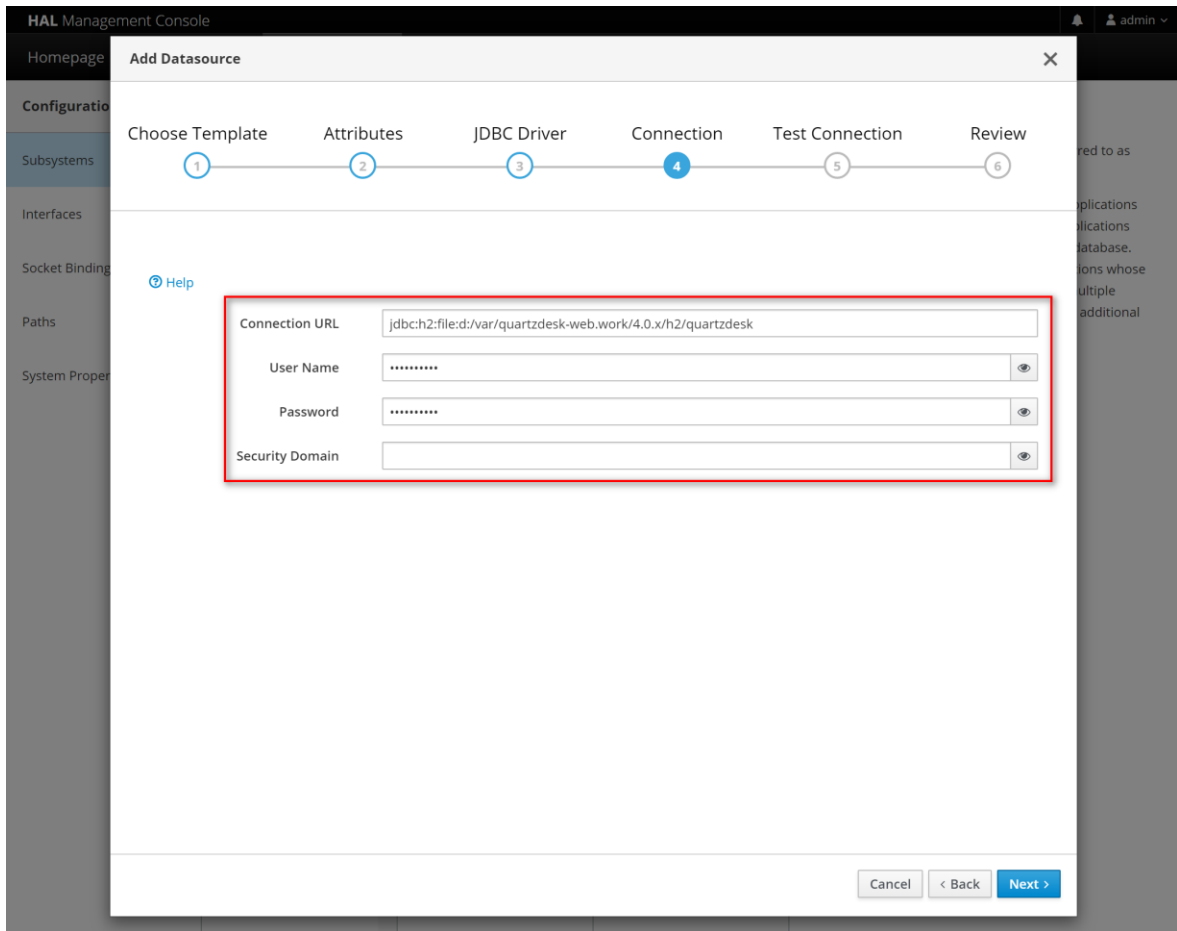 HAL Management Console
admin
Homepage
Add Datasource
Configuratio
Choose Template Attributes JDBC Driver Connection Test Connection Review
1 2 3 4 5 6
Subsystems
red to as
Interfaces
plications
plications
database.
Socket Binding
ions whose
Help
ultiple
additional
Paths
Connection URL jdbc:h2:file:d:/var/quartzdesk-web.work/4.0.x/h2/quartzdesk
User Name ••••••••••
System Proper
Password ••••••••••
Security Domain
Cancel < Back Next >